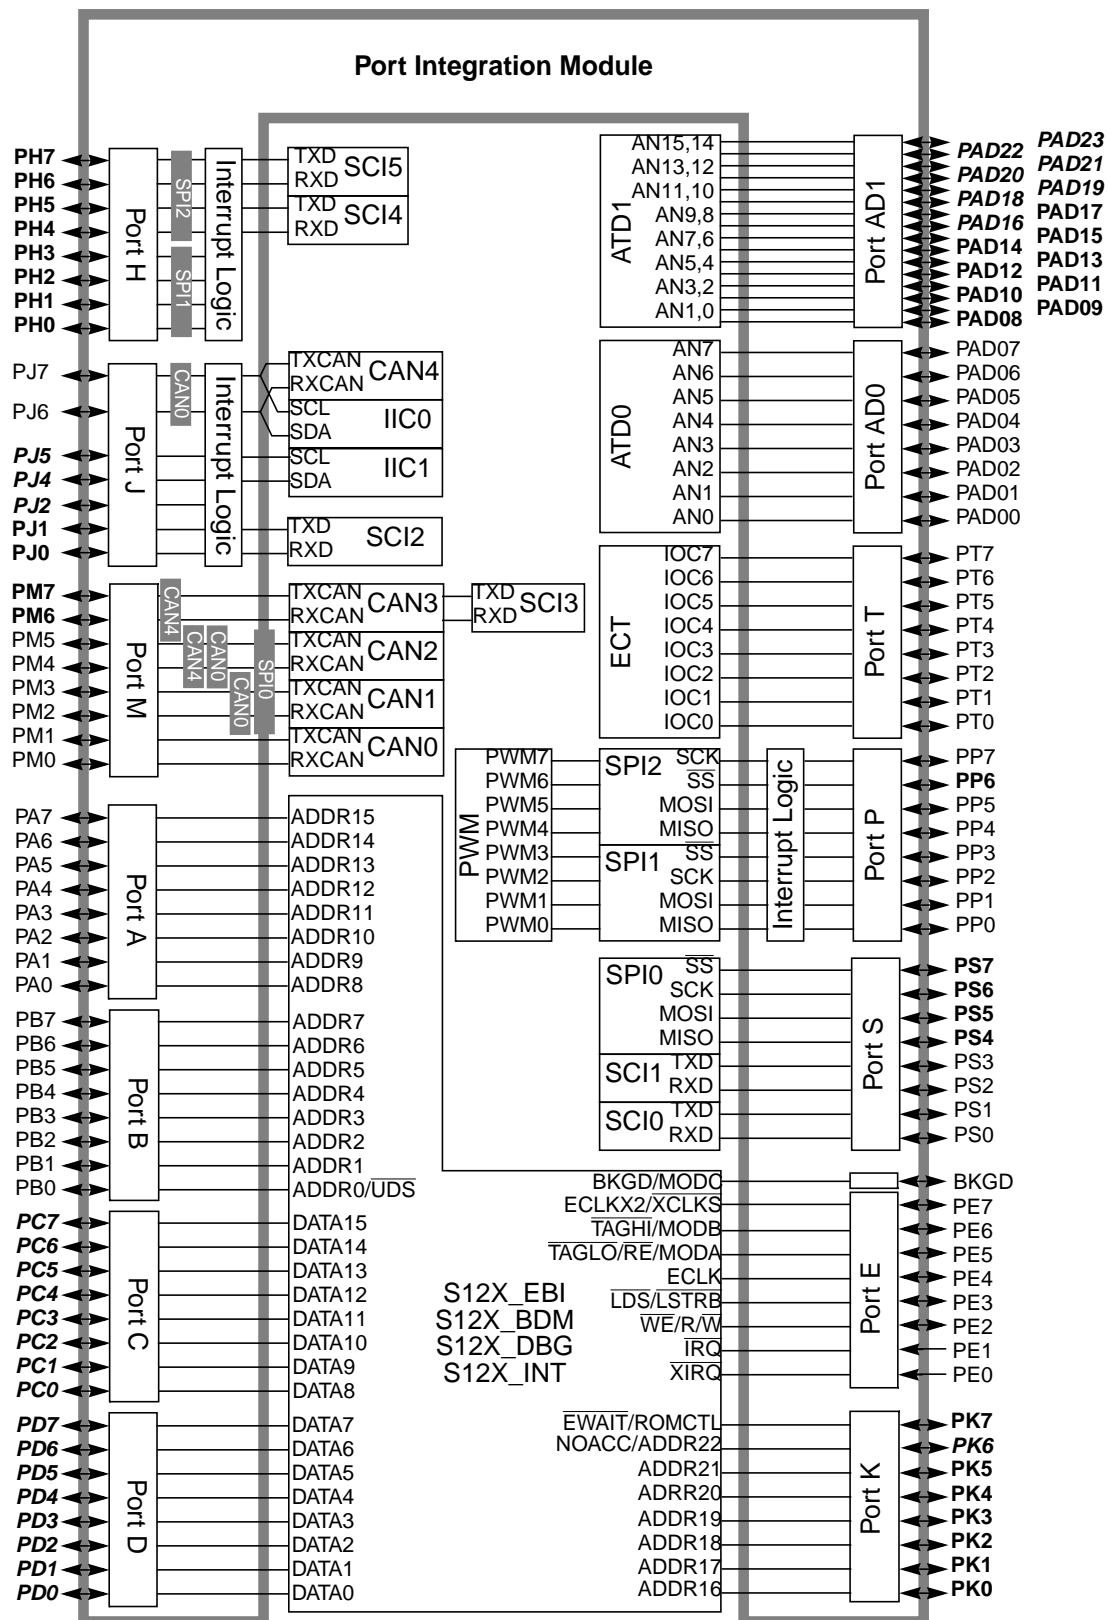 Port Integration Module
PH7
PH6
PH5
PH4
PH3
PH2
PH1
PH0
Port H
SPI2
SPI1
Interrupt Logic
TXD
RXD
SCI5
TXD
RXD
SCI4
PJ7
PJ6
PJ5
PJ4
PJ2
PJ1
PJ0
Port J
CAN0
Interrupt Logic
TXCAN
RXCAN
CAN4
SCL
SDA
IIC0
SCL
SDA
IIC1
TXD
RXD
SCI2
PM7
PM6
PM5
PM4
PM3
PM2
PM1
PM0
Port M
CAN4
CAN4
CAN0
CAN0
SPI0
TXCAN
RXCAN
CAN3
TXD
RXD
SCI3
TXCAN
RXCAN
CAN2
TXCAN
RXCAN
CAN1
TXCAN
RXCAN
CAN0
PA7
PA6
PA5
PA4
PA3
PA2
PA1
PA0
Port A
ADDR15
ADDR14
ADDR13
ADDR12
ADDR11
ADDR10
ADDR9
ADDR8
PB7
PB6
PB5
PB4
PB3
PB2
PB1
PB0
Port B
ADDR7
ADDR6
ADDR5
ADDR4
ADDR3
ADDR2
ADDR1
ADDR0/UDS
PC7
PC6
PC5
PC4
PC3
PC2
PC1
PC0
Port C
DATA15
DATA14
DATA13
DATA12
DATA11
DATA10
DATA9
DATA8
PD7
PD6
PD5
PD4
PD3
PD2
PD1
PD0
Port D
DATA7
DATA6
DATA5
DATA4
DATA3
DATA2
DATA1
DATA0
S12X_EBI
S12X_BDM
S12X_DBG
S12X_INT
ATD1
AN15,14
AN13,12
AN11,10
AN9,8
AN7,6
AN5,4
AN3,2
AN1,0
Port AD1
PAD23
PAD22
PAD21
PAD20
PAD19
PAD18
PAD17
PAD16
PAD15
PAD14
PAD13
PAD12
PAD11
PAD10
PAD09
PAD08
ATD0
AN7
AN6
AN5
AN4
AN3
AN2
AN1
AN0
Port AD0
PAD07
PAD06
PAD05
PAD04
PAD03
PAD02
PAD01
PAD00
ECT
IOC7
IOC6
IOC5
IOC4
IOC3
IOC2
IOC1
IOC0
Port T
PT7
PT6
PT5
PT4
PT3
PT2
PT1
PT0
PWM
PWM7
PWM6
PWM5
PWM4
PWM3
PWM2
PWM1
PWM0
SPI2
SCK
SS
MOSI
MISO
SPI1
SS
SCK
MOSI
MISO
Interrupt Logic
Port P
PP7
PP6
PP5
PP4
PP3
PP2
PP1
PP0
SPI0
SS
SCK
MOSI
MISO
SCI1
TXD
RXD
SCI0
TXD
RXD
Port S
PS7
PS6
PS5
PS4
PS3
PS2
PS1
PS0
BKGD/MODC
BKGD
ECLKX2/XCLKS
TAGHI/MODB
TAGLO/RE/MODA
ECLK
LDS/LSTRB
WE/R/W
IRQ
XIRQ
Port E
PE7
PE6
PE5
PE4
PE3
PE2
PE1
PE0
EWAIT/ROMCTL
NOACC/ADDR22
ADDR21
ADRR20
ADDR19
ADDR18
ADDR17
ADDR16
Port K
PK7
PK6
PK5
PK4
PK3
PK2
PK1
PK0